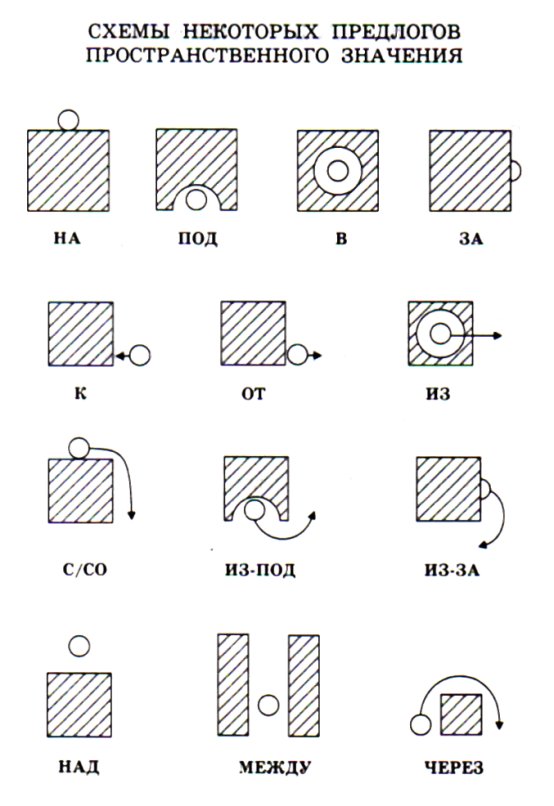 СХЕМЫ НЕКОТОРЫХ ПРЕДЛОГОВ
ПРОСТРАНСТВЕННОГО ЗНАЧЕНИЯ
НА ПОД В ЗА
К ОТ ИЗ
С/СО ИЗ-ПОД ИЗ-ЗА
НАД МЕЖДУ ЧЕРЕЗ